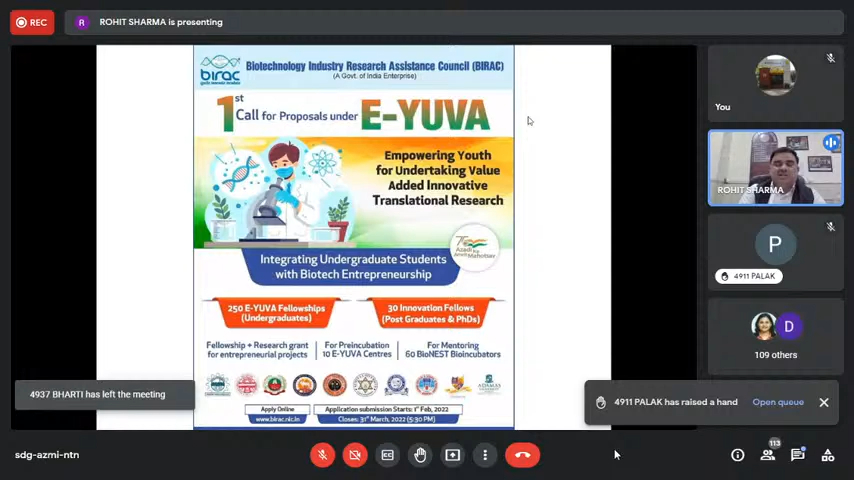 REC
R
ROHIT SHARMA is presenting
birac
Biotechnology Industry Research Assistance Council (BIRAC)
(A Govt. of India Enterprise)
1st Call for Proposals under E-YUVA
Empowering Youth
for Undertaking Value
Added Innovative
Translational Research
Azadi Ka
Amrit Mahotsav
Integrating Undergraduate Students
with Biotech Entrepreneurship
250 E-YUVA Fellowships
(Undergraduates)
30 Innovation Fellows
(Post Graduates & PhDs)
Fellowship + Research grant
for entrepreneurial projects
For Preincubation
10 E-YUVA Centres
For Mentoring
60 BioNEST Bioincubators
ADAMAS
Apply Online
www.birac.nic.in
Application submission Starts: 1st Feb, 2022
Closes: 31st March, 2022 (5:30 PM)
You
ROHIT SHARMA
P
4911 PALAK
D
109 others
4937 BHARTI has left the meeting
4911 PALAK has raised a hand
Open queue
sdg-azmi-ntn
113